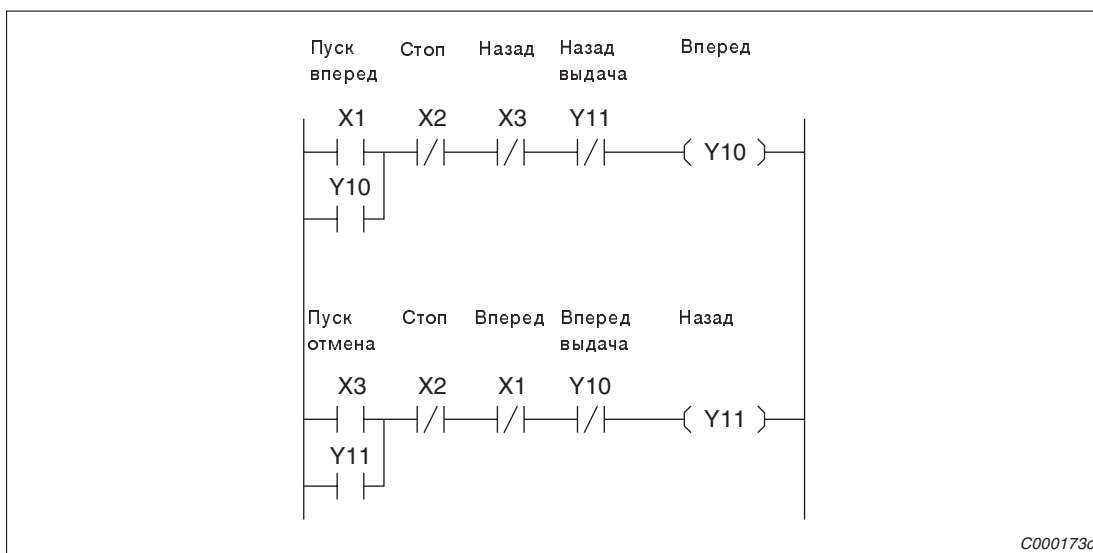 Пуск Стоп Назад Назад Вперед
вперед выдача
X1 X2 X3 Y11
Y10
Y10
Пуск Стоп Вперед Вперед Назад
отмена выдача
X3 X2 X1 Y10
Y11
Y11
C000173c